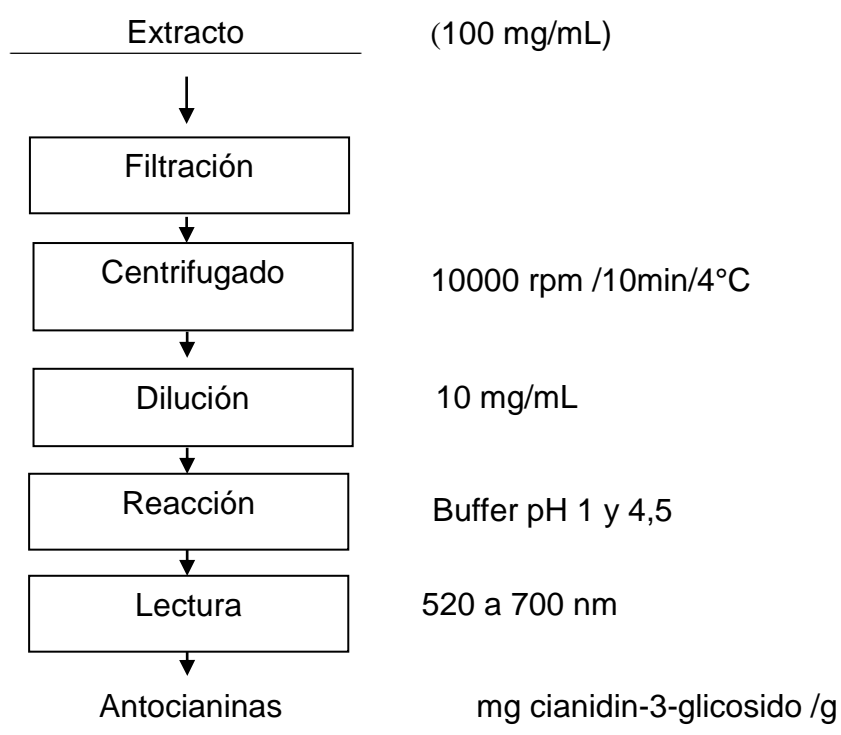 Extracto (100 mg/mL)
Filtración
Centrifugado 10000 rpm /10min/4°C
Dilución 10 mg/mL
Reacción Buffer pH 1 y 4,5
Lectura 520 a 700 nm
Antocianinas mg cianidin-3-glicosido /g